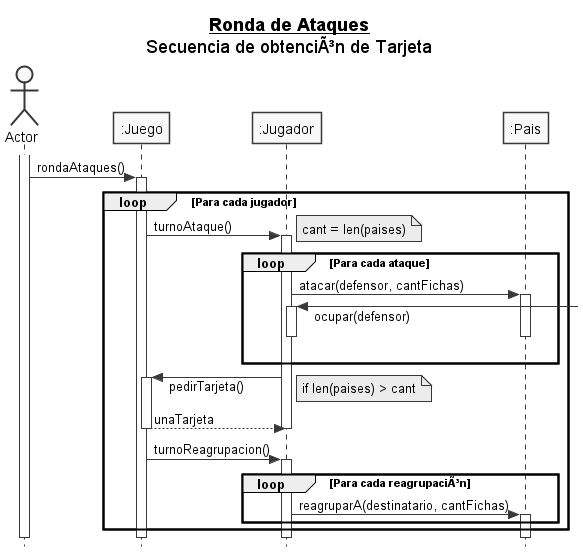 Ronda de Ataques
Secuencia de obtenciÃ³n de Tarjeta
Actor
:Juego
:Jugador
:Pais
rondaAtaques()
loop
[Para cada jugador]
turnoAtaque()
cant = len(paises)
loop
[Para cada ataque]
atacar(defensor, cantFichas)
ocupar(defensor)
pedirTarjeta()
if len(paises) > cant
unaTarjeta
turnoReagrupacion()
loop
[Para cada reagrupaciÃ³n]
reagruparA(destinatario, cantFichas)